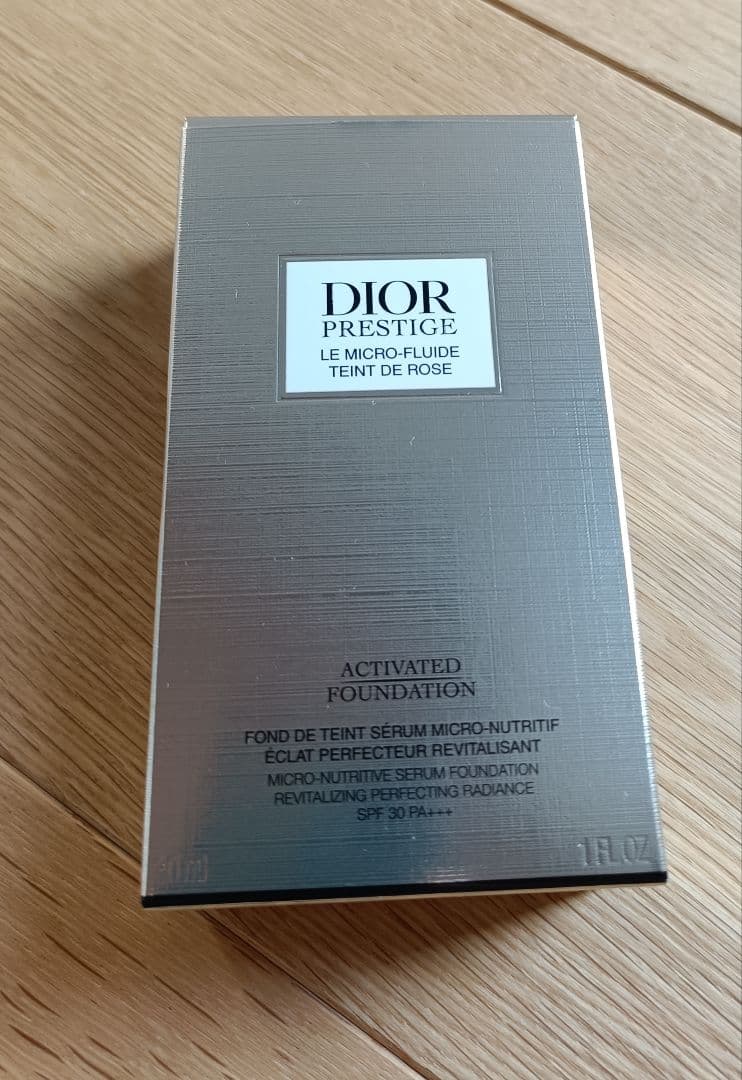 DIOR
PRESTIGE
LE MICRO-FLUIDE
TEINT DE ROSE
ACTIVATED
FOUNDATION
FOND DE TEINT SÉRUM MICRO-NUTRITIF
ÉCLAT PERFECTEUR REVITALISANT
MICRO-NUTRITIVE SERUM FOUNDATION
REVITALIZING PERFECTING RADIANCE
SPF 30 PA+++
1 FL.OZ